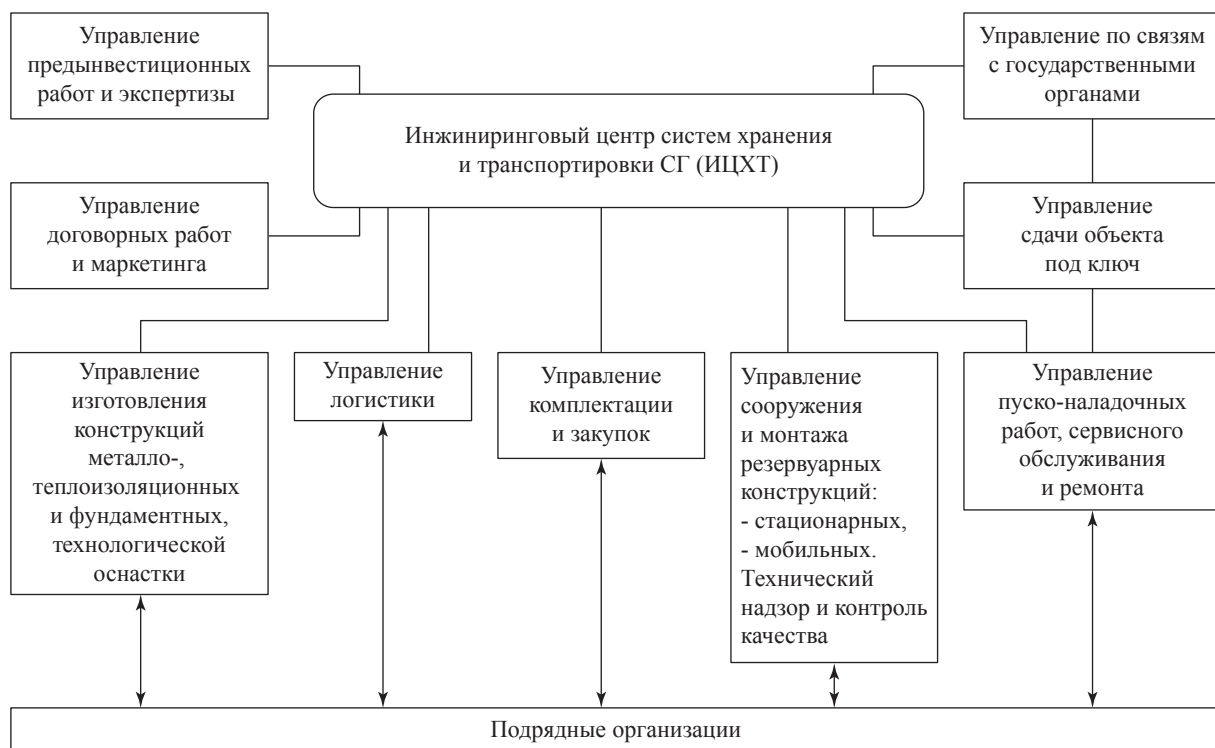 Управление
предынвестиционных
работ и экспертизы
Управление по связям
с государственными
органами
Инжиниринговый центр систем хранения
и транспортировки СГ (ИЦХТ)
Управление
договорных работ
и маркетинга
Управление
сдачи объекта
под ключ
Управление
изготовления
конструкций
металло-,
теплоизоляционных
и фундаментных,
технологической
оснастки
Управление
логистики
Управление
комплектации
и закупок
Управление
сооружения
и монтажа
резервуарных
конструкций:
- стационарных,
- мобильных.
Технический
надзор и контроль
качества
Управление
пуско-наладочных
работ, сервисного
обслуживания
и ремонта
Подрядные организации